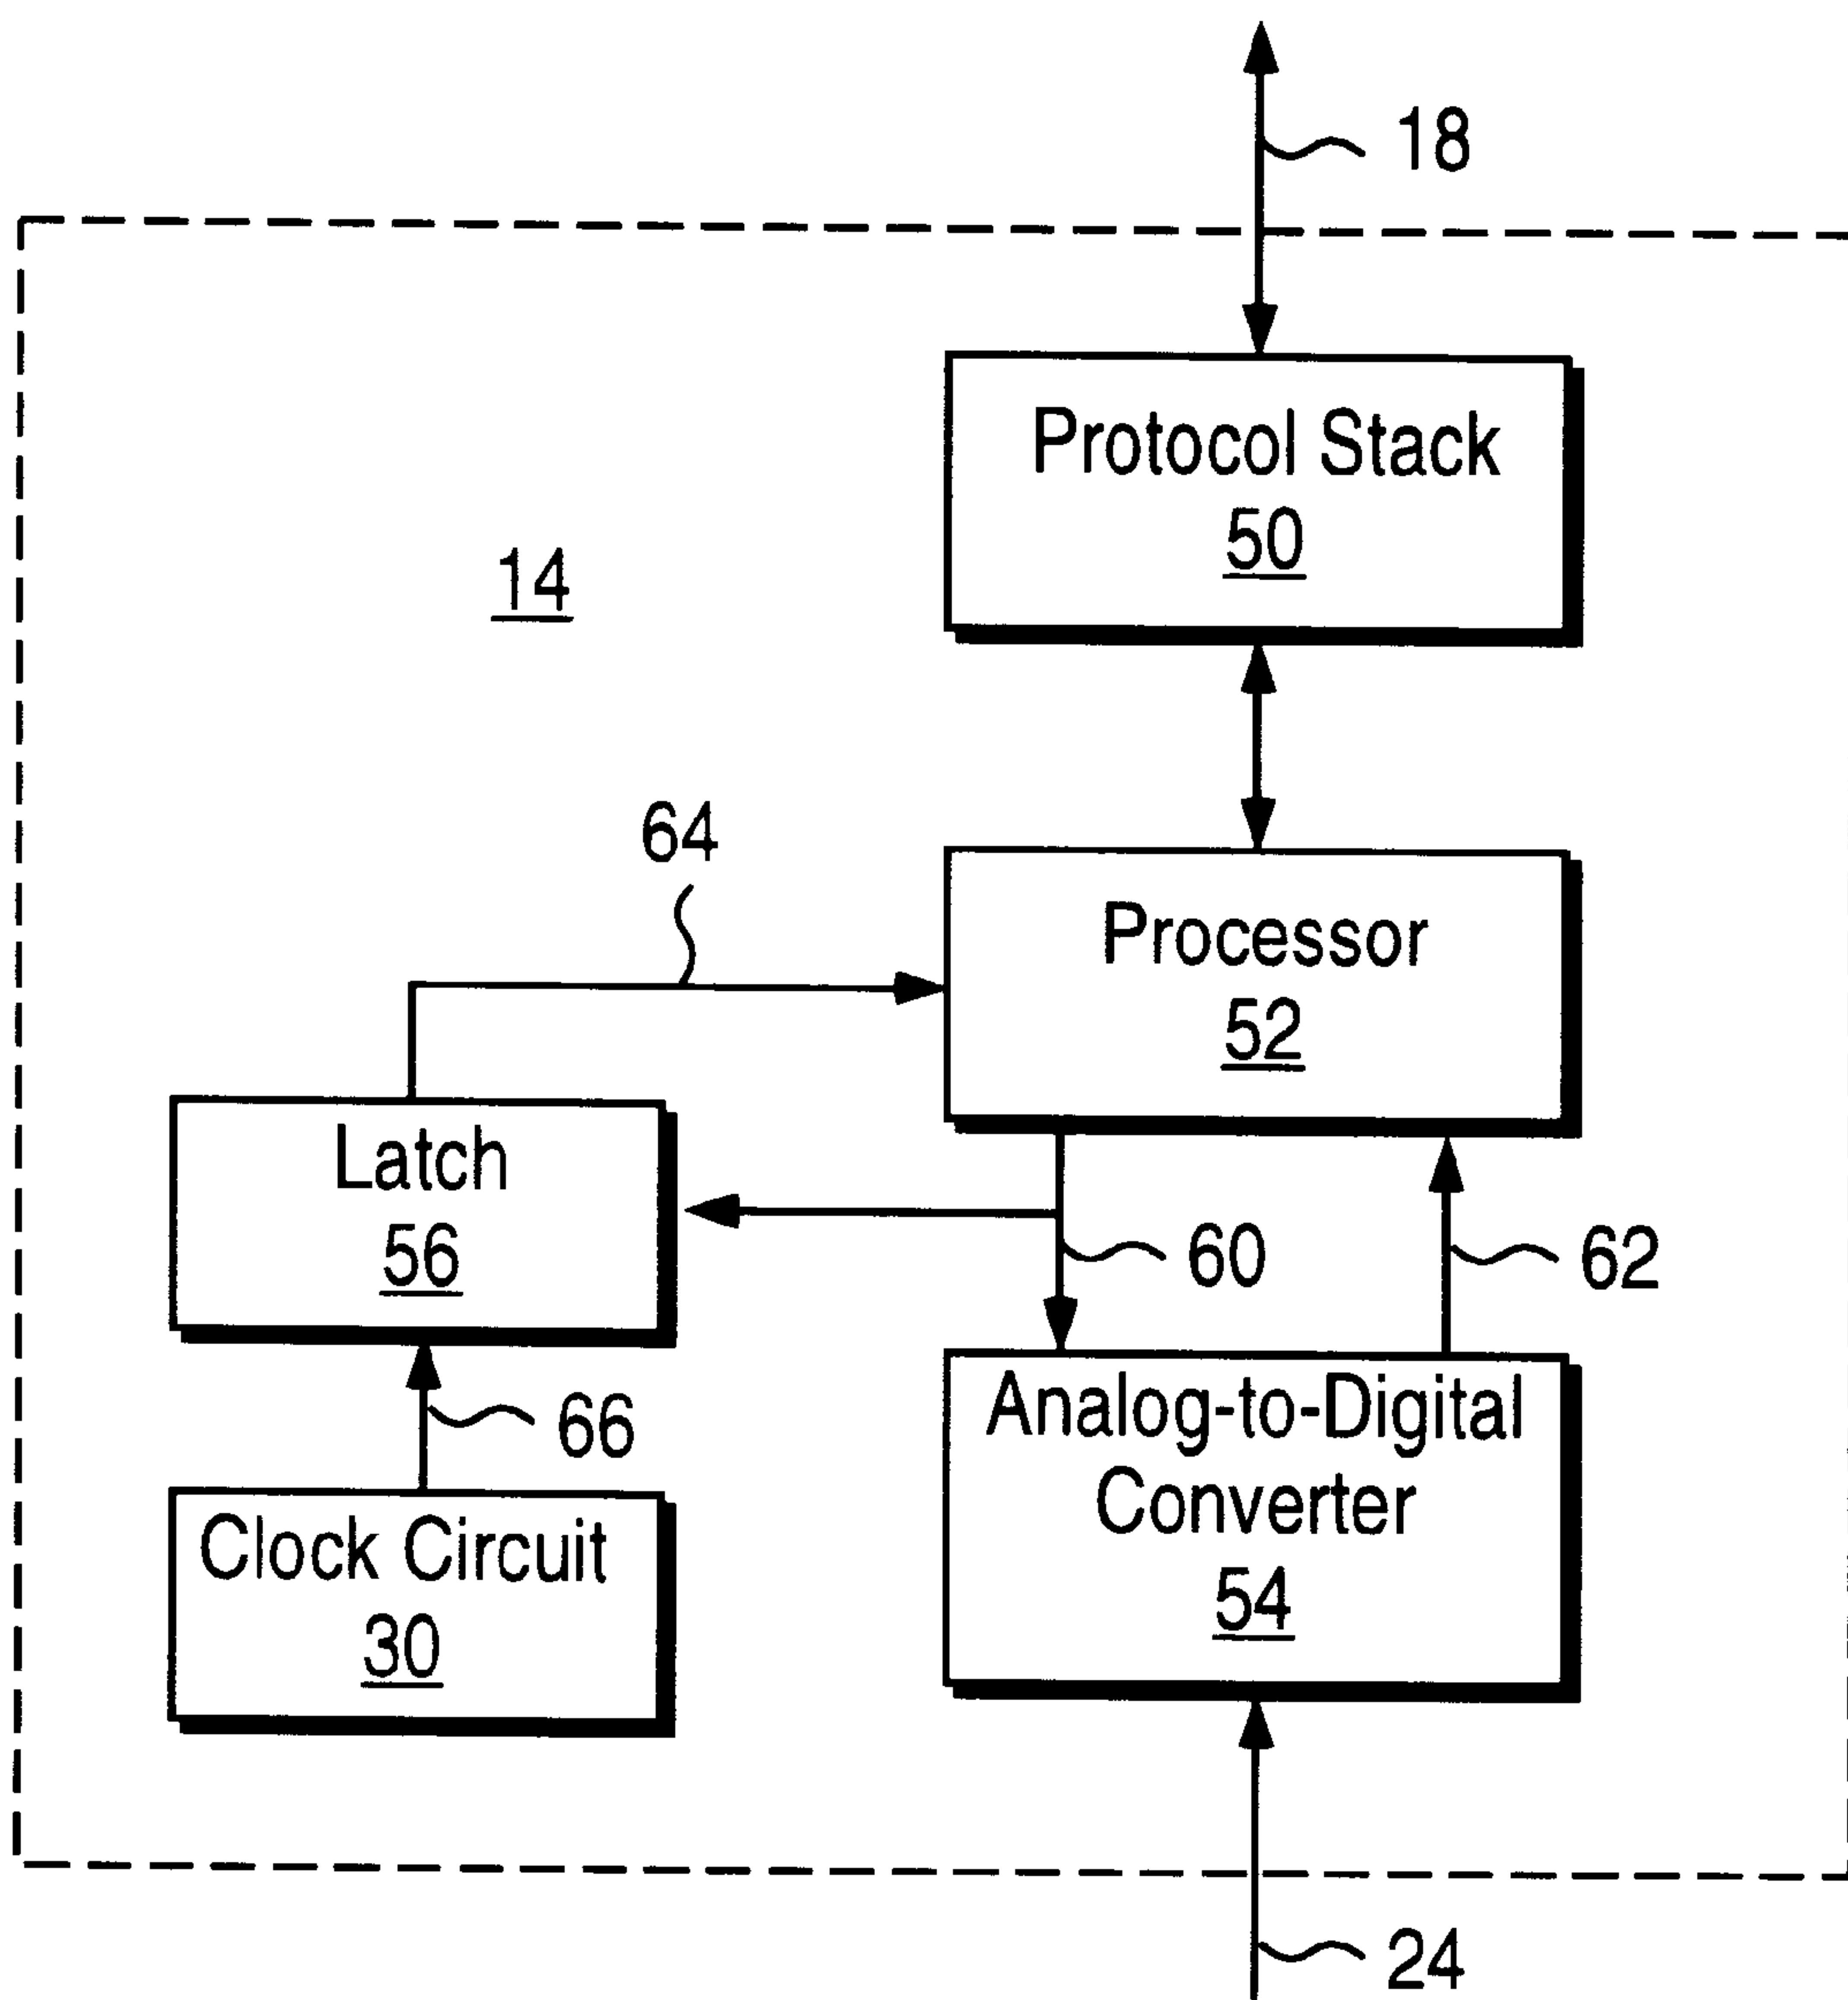 18
Protocol Stack
50
14
64
Processor
52
Latch
56
60
62
66
Analog-to-Digital
Converter
54
Clock Circuit
30
24